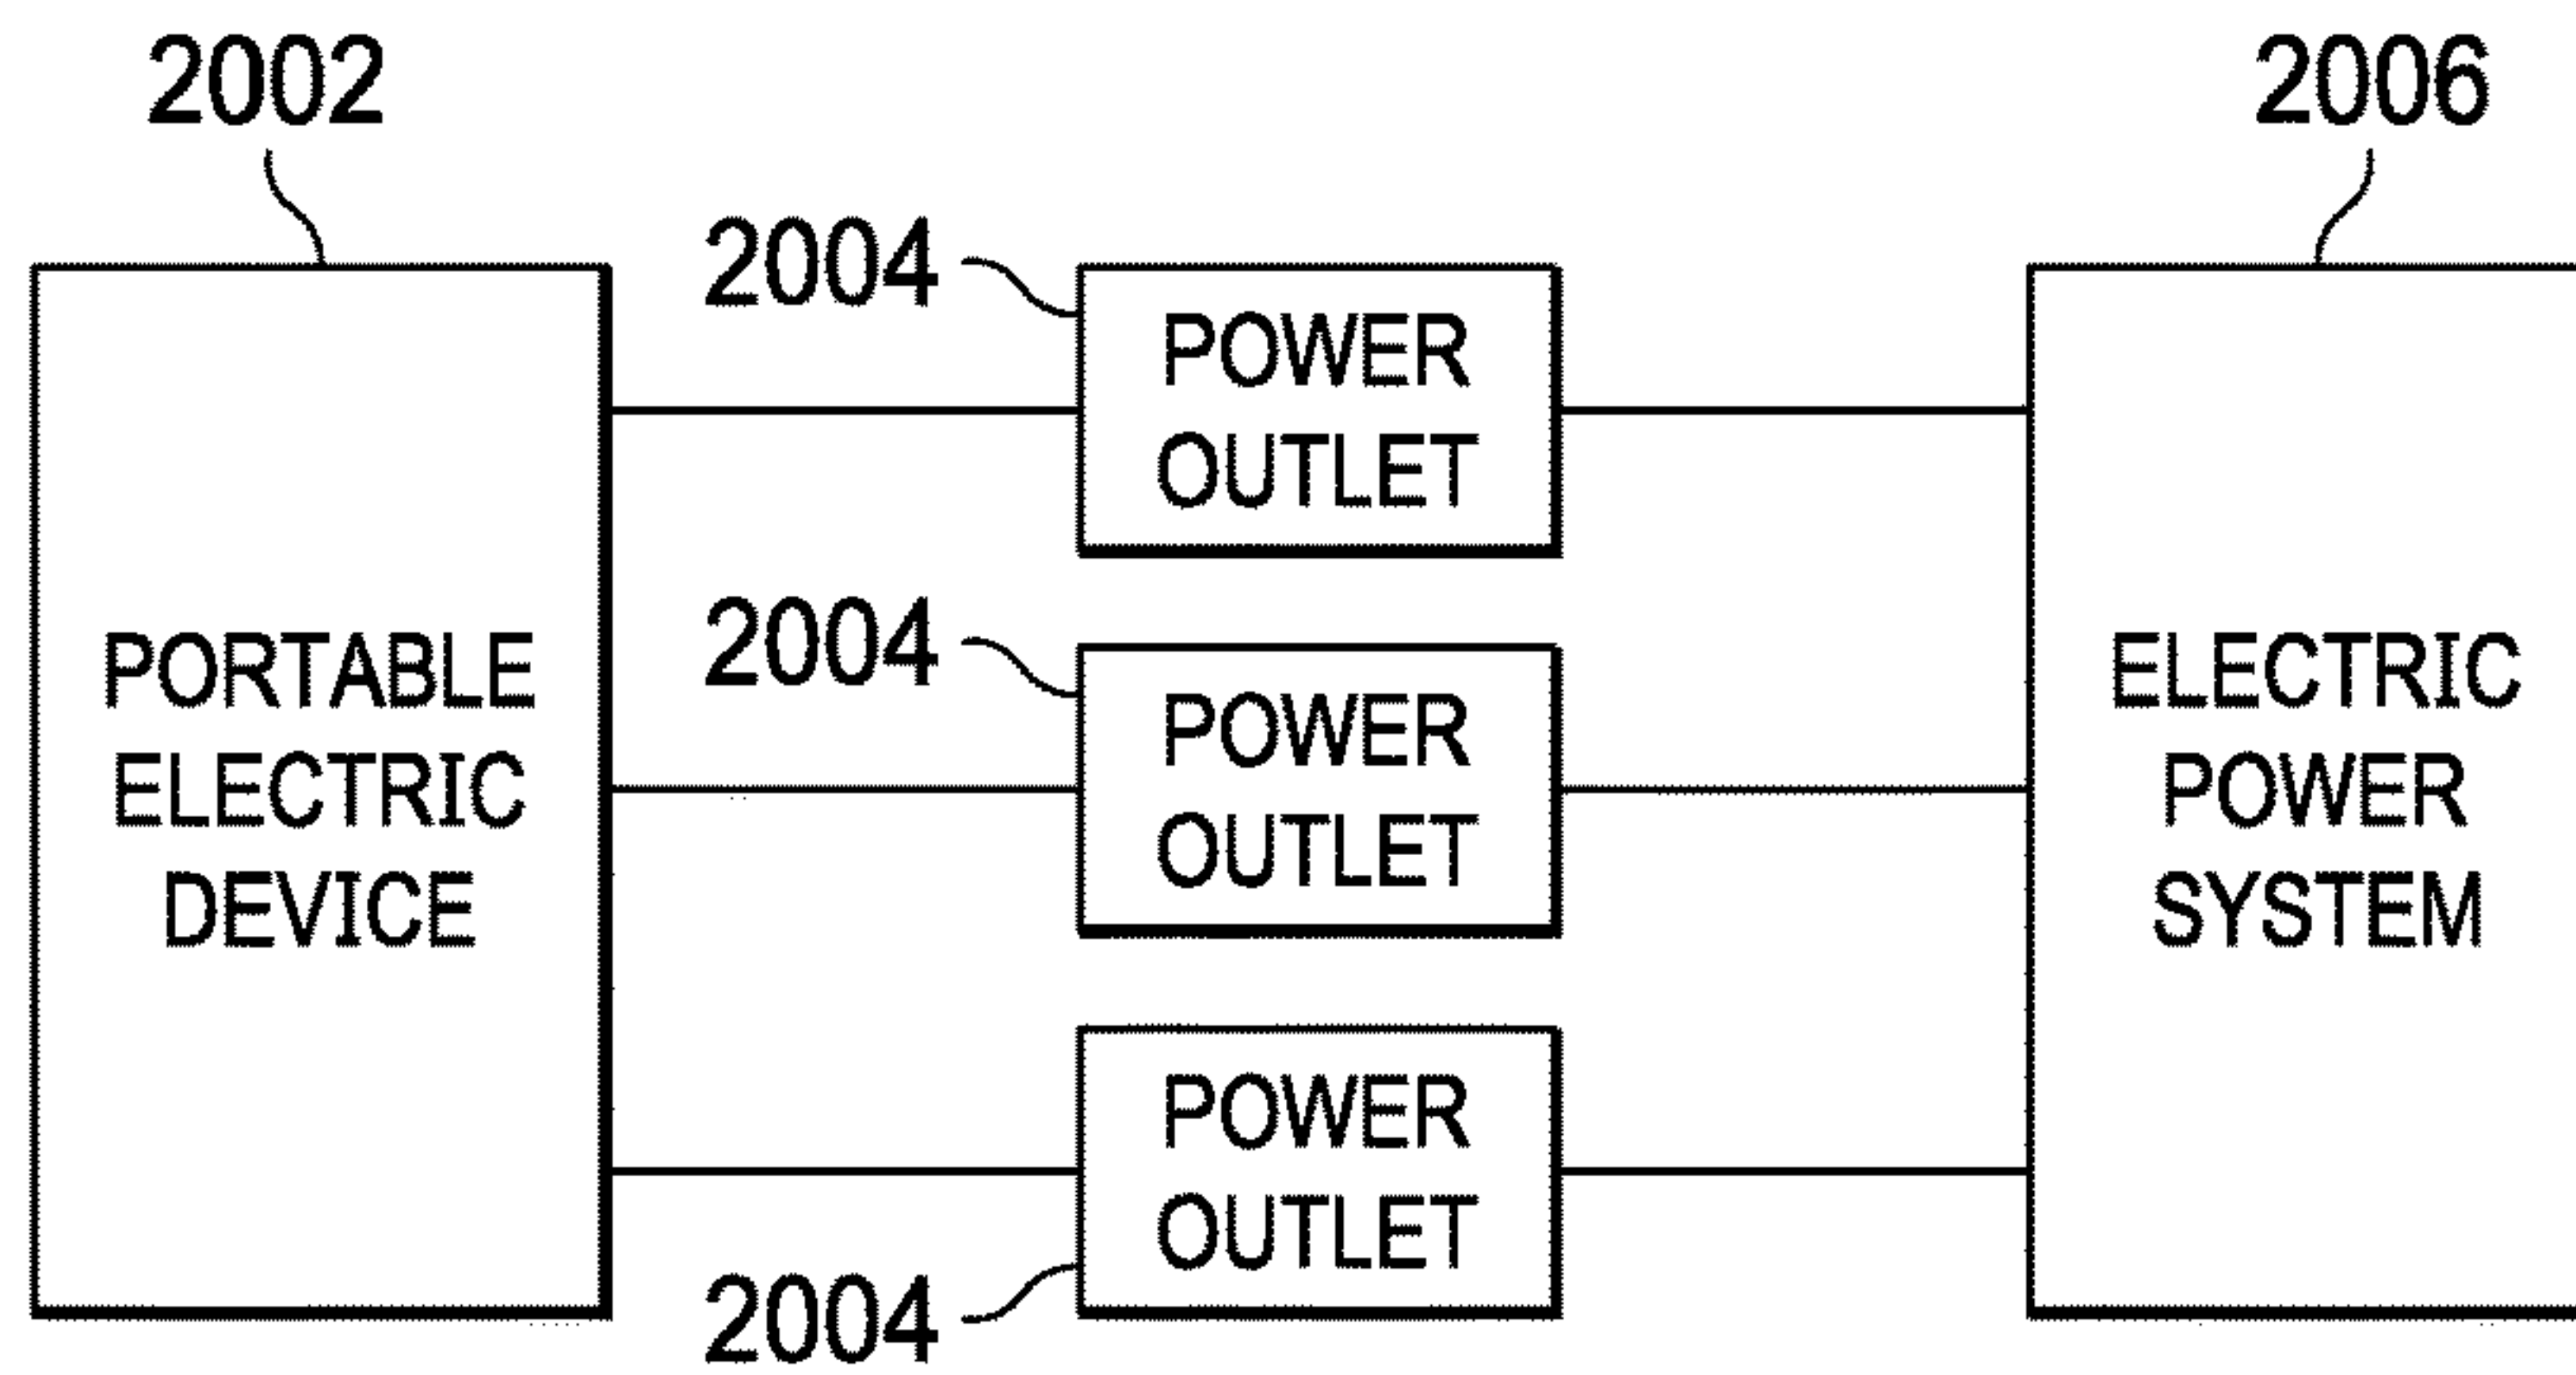 2002
2006
2004
POWER
OUTLET
2004
PORTABLE
ELECTRIC
DEVICE
POWER
OUTLET
ELECTRIC
POWER
SYSTEM
POWER
OUTLET
2004